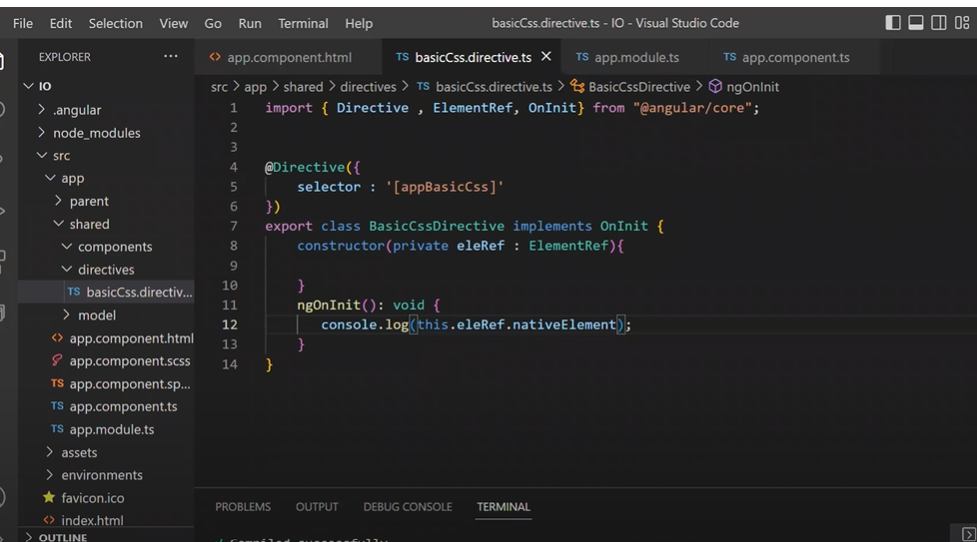 File Edit Selection View Go Run Terminal Help basicCss.directive.ts - IO - Visual Studio Code
EXPLORER ...
<> app.component.html TS basicCss.directive.ts X TS app.module.ts TS app.component.ts
src > app > shared > directives > TS basicCss.directive.ts > BasicCssDirective > ngOnInit
IO
.angular
node_modules
src
app
parent
shared
components
directives
TS basicCss.directiv...
model
<> app.component.html
app.component.scss
TS app.component.sp...
TS app.component.ts
TS app.module.ts
assets
environments
favicon.ico
<> index.html
OUTLINE
1 import { Directive , ElementRef, OnInit} from "@angular/core";
2
3
4 @Directive({
5 selector : '[appBasicCss]'
6 })
7 export class BasicCssDirective implements OnInit {
8 constructor(private eleRef : ElementRef){
9
10 }
11 ngOnInit(): void {
12 console.log(this.eleRef.nativeElement);
13 }
14 }
PROBLEMS OUTPUT DEBUG CONSOLE TERMINAL
Compiled successfully